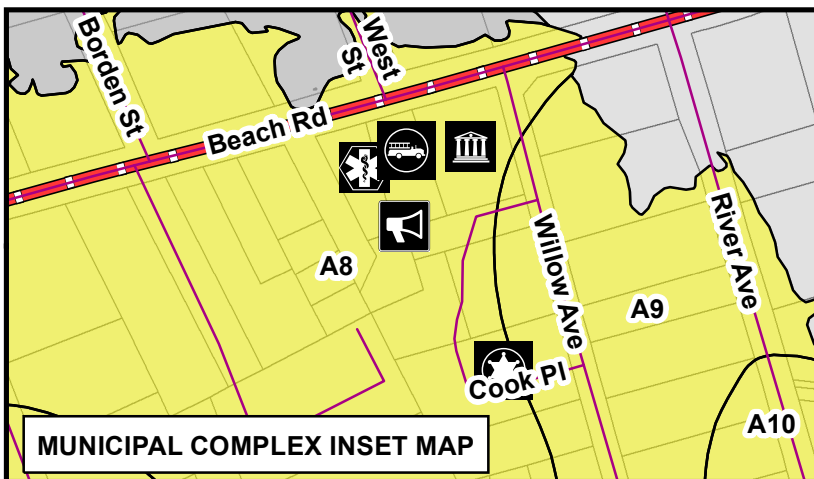 Borden St
West St
Beach Rd
A8
Willow Ave
River Ave
A9
Cook Pl
A10
MUNICIPAL COMPLEX INSET MAP